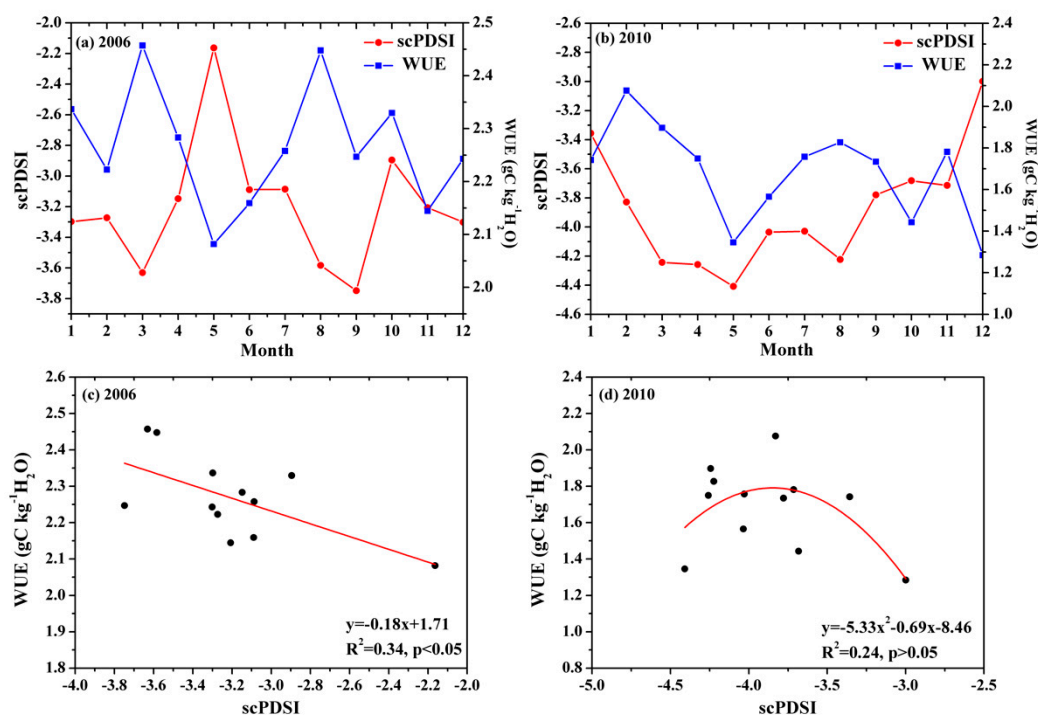 (a) 2006
scPDSI
WUE
-2.0
-2.2
-2.4
-2.6
-2.8
-3.0
-3.2
-3.4
-3.6
-3.8
scPDSI
2.5
2.4
2.3
2.2
2.1
2.0
WUE (gC kg⁻¹H₂O)
1 2 3 4 5 6 7 8 9 10 11 12
Month
(b) 2010
scPDSI
WUE
-2.6
-2.8
-3.0
-3.2
-3.4
-3.6
-3.8
-4.0
-4.2
-4.4
-4.6
scPDSI
2.4
2.2
2.0
1.8
1.6
1.4
1.2
1.0
WUE (gC kg⁻¹H₂O)
1 2 3 4 5 6 7 8 9 10 11 12
Month
(c) 2006
2.6
2.5
2.4
2.3
2.2
2.1
2.0
1.9
1.8
WUE (gC kg⁻¹H₂O)
y=-0.18x+1.71
R²=0.34, p<0.05
-4.0 -3.8 -3.6 -3.4 -3.2 -3.0 -2.8 -2.6 -2.4 -2.2 -2.0
scPDSI
(d) 2010
2.4
2.2
2.0
1.8
1.6
1.4
1.2
1.0
0.8
WUE (gC kg⁻¹H₂O)
y=-5.33x²-0.69x-8.46
R²=0.24, p>0.05
-5.0 -4.5 -4.0 -3.5 -3.0 -2.5
scPDSI